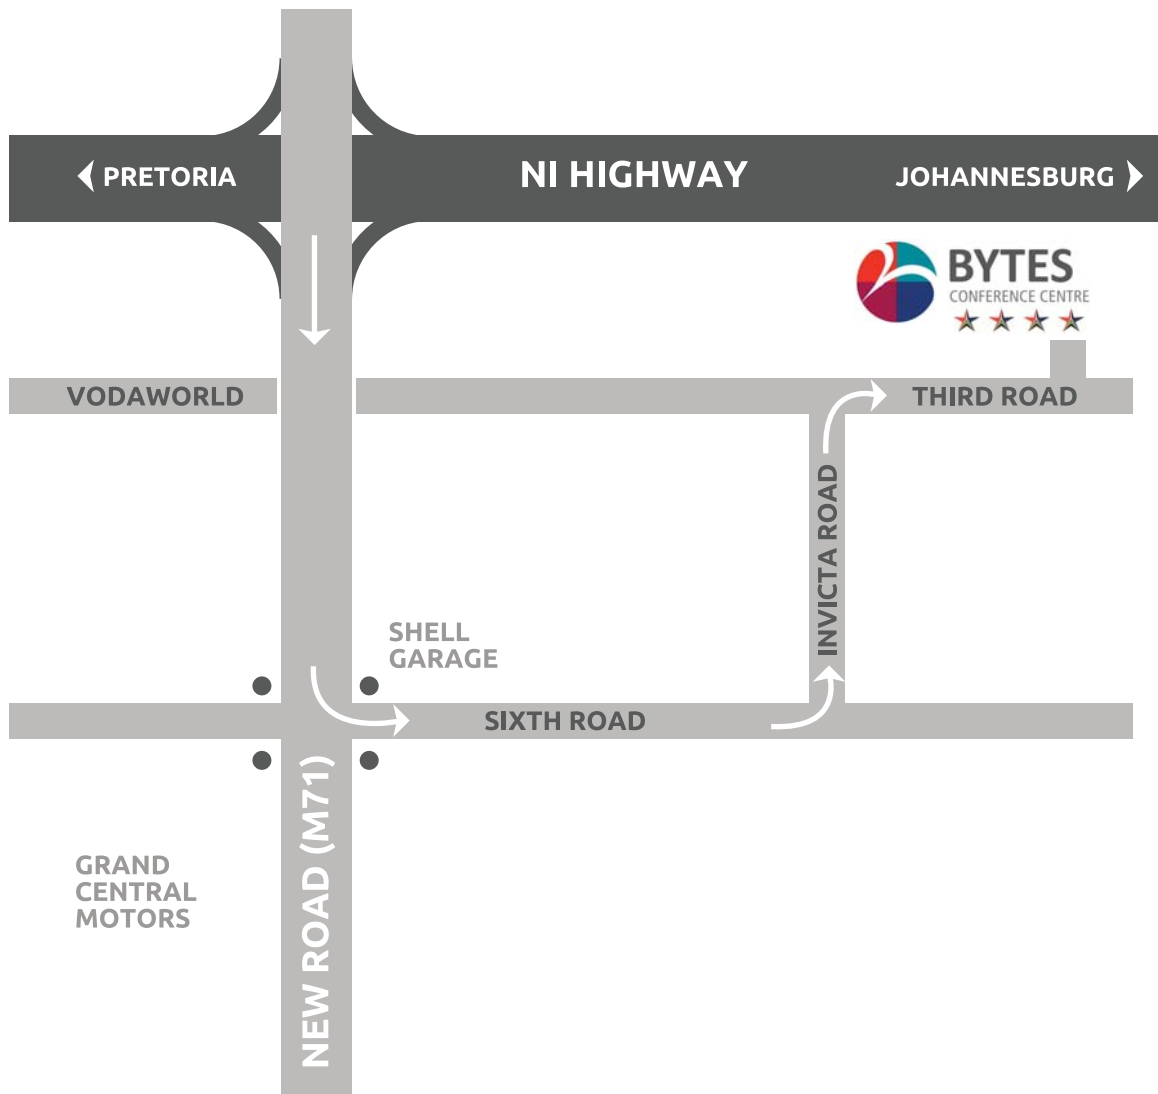 PRETORIA
NI HIGHWAY
JOHANNESBURG
BYTES
CONFERENCE CENTRE
VODAWORLD
THIRD ROAD
INVICTA ROAD
SHELL
GARAGE
SIXTH ROAD
NEW ROAD (M71)
GRAND
CENTRAL
MOTORS